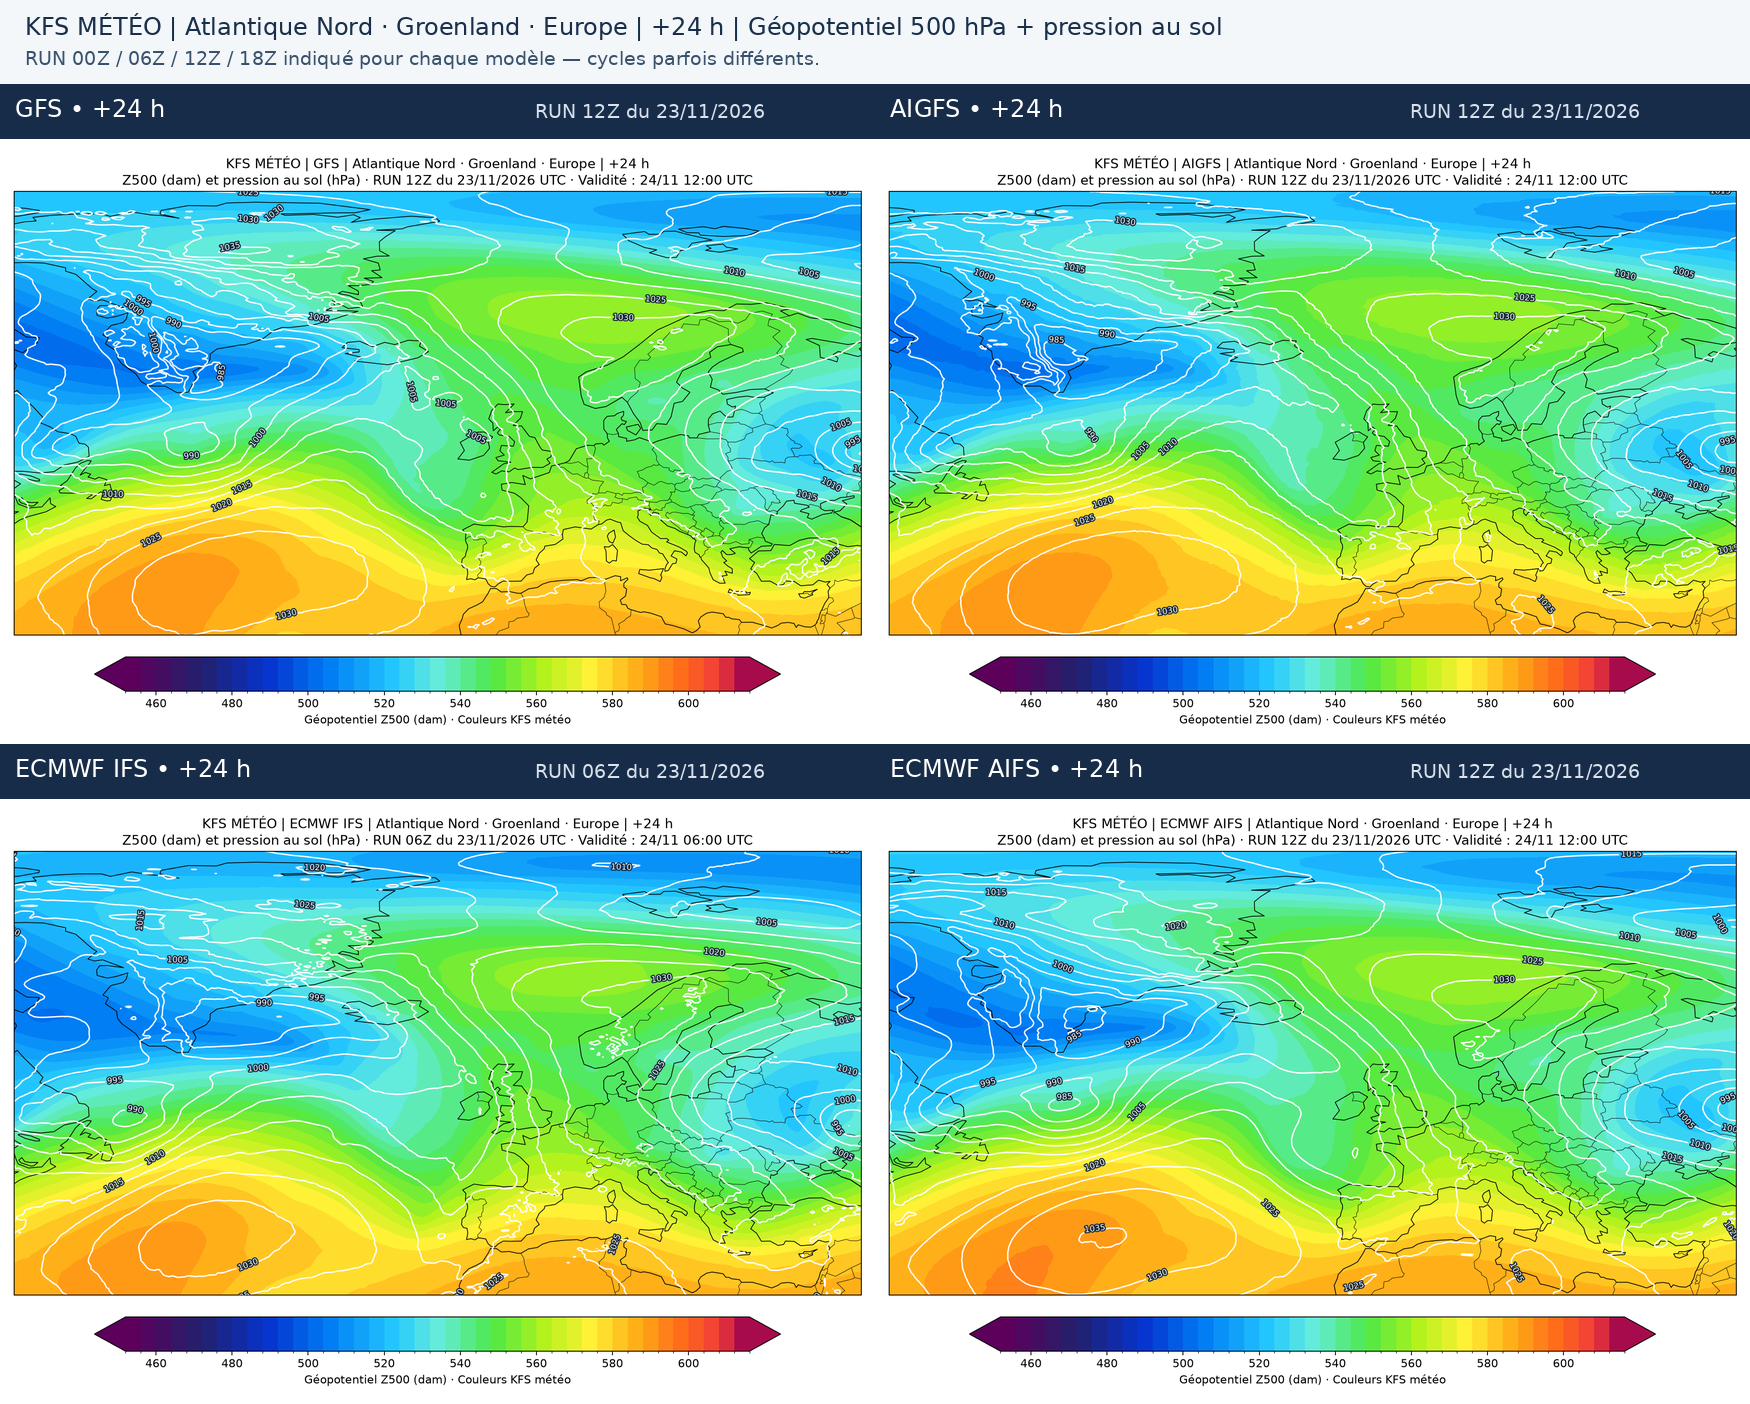 KFS MÉTÉO | Atlantique Nord · Groenland · Europe | +24 h | Géopotentiel 500 hPa + pression au sol
RUN 00Z / 06Z / 12Z / 18Z indiqué pour chaque modèle — cycles parfois différents.
GFS • +24 h
RUN 12Z du 23/11/2026
AIGFS • +24 h
RUN 12Z du 23/11/2026
KFS MÉTÉO | GFS | Atlantique Nord · Groenland · Europe | +24 h
Z500 (dam) et pression au sol (hPa) · RUN 12Z du 23/11/2026 UTC · Validité : 24/11 12:00 UTC
KFS MÉTÉO | AIGFS | Atlantique Nord · Groenland · Europe | +24 h
Z500 (dam) et pression au sol (hPa) · RUN 12Z du 23/11/2026 UTC · Validité : 24/11 12:00 UTC
460 480 500 520 540 560 580 600
Géopotentiel Z500 (dam) · Couleurs KFS météo
460 480 500 520 540 560 580 600
Géopotentiel Z500 (dam) · Couleurs KFS météo
ECMWF IFS • +24 h
RUN 06Z du 23/11/2026
ECMWF AIFS • +24 h
RUN 12Z du 23/11/2026
KFS MÉTÉO | ECMWF IFS | Atlantique Nord · Groenland · Europe | +24 h
Z500 (dam) et pression au sol (hPa) · RUN 06Z du 23/11/2026 UTC · Validité : 24/11 06:00 UTC
KFS MÉTÉO | ECMWF AIFS | Atlantique Nord · Groenland · Europe | +24 h
Z500 (dam) et pression au sol (hPa) · RUN 12Z du 23/11/2026 UTC · Validité : 24/11 12:00 UTC
460 480 500 520 540 560 580 600
Géopotentiel Z500 (dam) · Couleurs KFS météo
460 480 500 520 540 560 580 600
Géopotentiel Z500 (dam) · Couleurs KFS météo